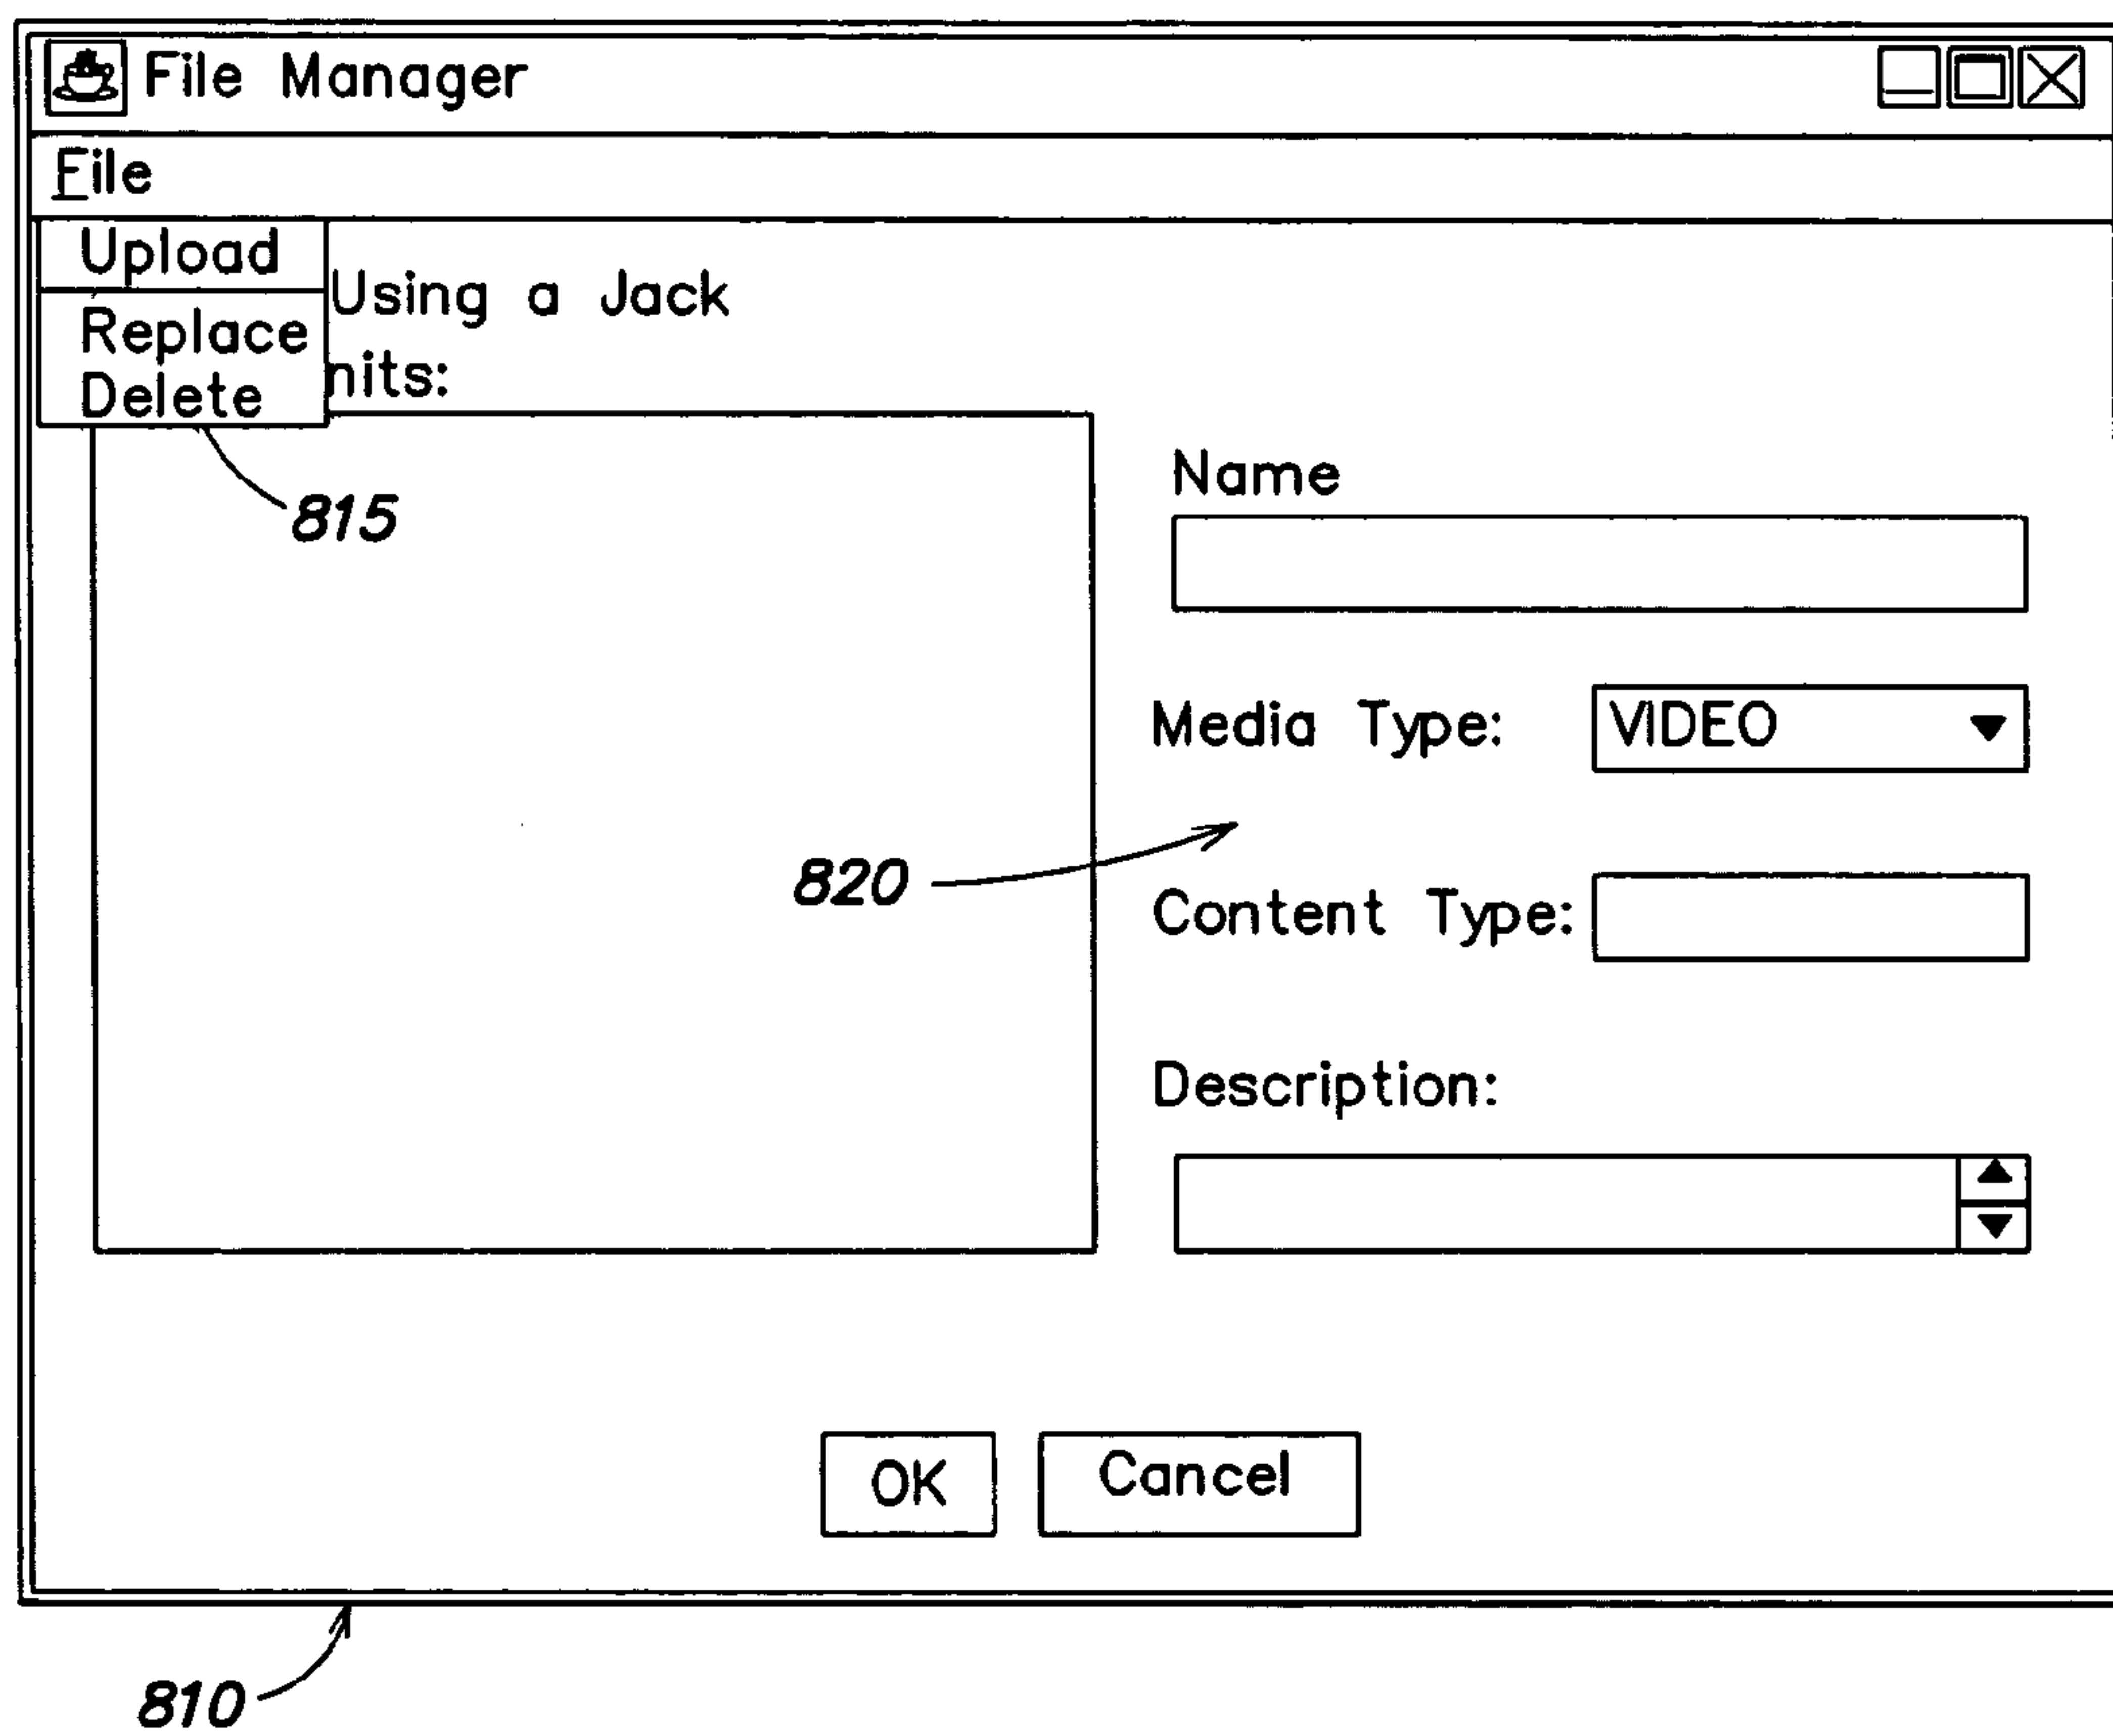 File Manager
File
Upload
Using a Jack
Replace
nits:
Delete
815
Name
Media Type: VIDEO
820
Content Type:
Description:
OK Cancel
810